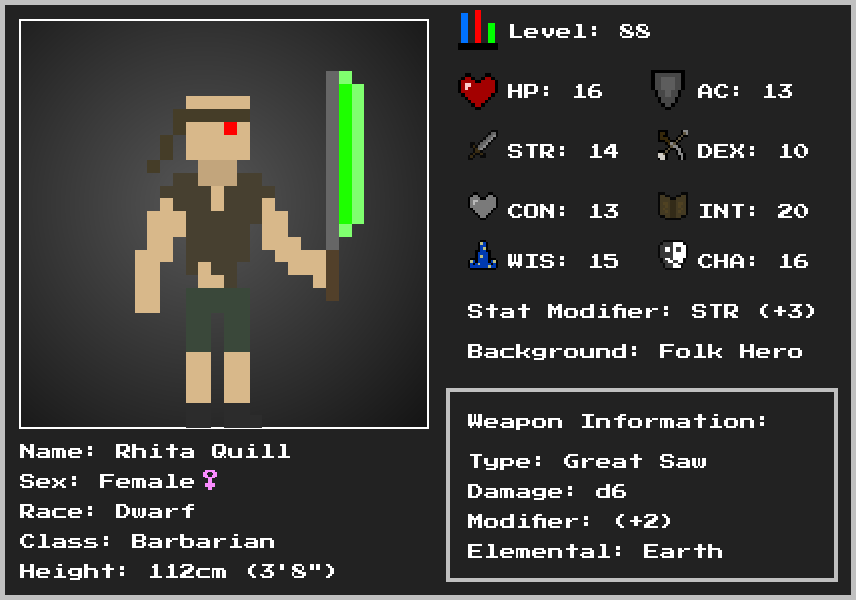 Level: 88
HP: 16
AC: 13
STR: 14
DEX: 10
CON: 13
INT: 20
WIS: 15
CHA: 16
Stat Modifier: STR (+3)
Background: Folk Hero
Name: Rhita Quill
Sex: Female♀
Race: Dwarf
Class: Barbarian
Height: 112cm (3'8")
Weapon Information:
Type: Great Saw
Damage: d6
Modifier: (+2)
Elemental: Earth